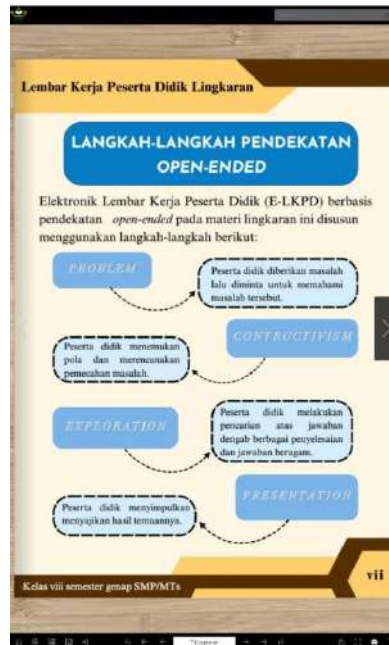 Lembar Kerja Peserta Didik Lingkaran
LANGKAH-LANGKAH PENDEKATAN
OPEN-ENDED
Elektronik Lembar Kerja Peserta Didik (E-LKPD) berbasis
pendekatan open-ended pada materi lingkaran ini disusun
menggunakan langkah-langkah berikut:
PROBLEM
Peserta didik diberikan masalah
lalu diminta untuk memahami
masalah tersebut.
CONTRUCTIVISM
Peserta didik menemukan
pola dan merencanakan
pemecahan masalah.
EXPLORATION
Peserta didik melakukan
pencarian atas jawaban
dengab berbagai penyelesaian
dan jawaban beragam.
PRESENTATION
Peserta didik menyimpulkan
menyajikan hasil temuannya.
Kelas viii semester genap SMP/MTs
vii